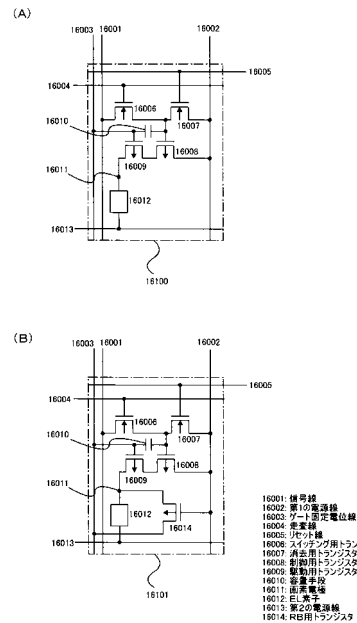 (A)
16003 16001 16002
16004
16005
16006
16010
16007
16008
16011
16009
16012
16013
16100
(B)
16003 16001 16002
16005
16004
16006
16010
16007
16008
16011
16009
16012
16014
16013
16101
16001: 信号線
16002: 第1の電源線
16003: ゲート固定電位線
16004: 走査線
16005: リセット線
16006: スイッチング用トラン
16007: 消去用トランジスタ
16008: 制御用トランジスタ
16009: 駆動用トランジスタ
16010: 容量手段
16011: 画素電極
16012: EL素子
16013: 第2の電源線
16014: RB用トランジスタ